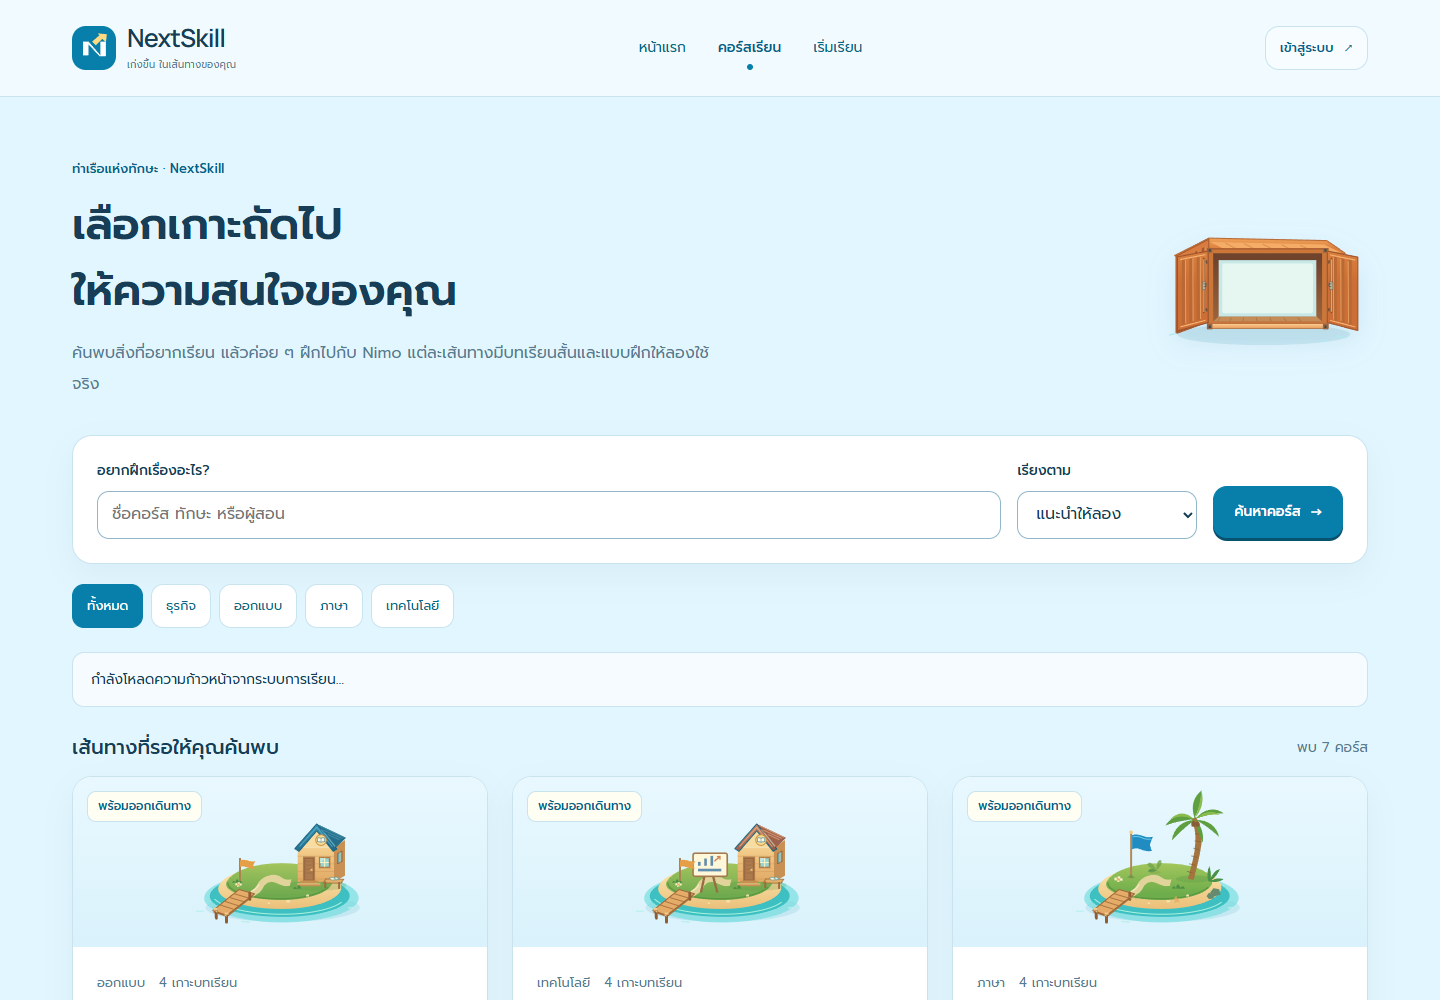 NextSkill
เก่งขึ้น ในเส้นทางของคุณ
หน้าแรก
คอร์สเรียน
เริ่มเรียน
เข้าสู่ระบบ ↗
ท่าเรือแห่งทักษะ · NextSkill
เลือกเกาะถัดไป
ให้ความสนใจของคุณ
ค้นพบสิ่งที่อยากเรียน แล้วค่อย ๆ ฝึกไปกับ Nimo แต่ละเส้นทางมีบทเรียนสั้นและแบบฝึกให้ลองใช้
จริง
อยากฝึกเรื่องอะไร?
เรียงตาม
ชื่อคอร์ส ทักษะ หรือผู้สอน
แนะนำให้ลอง
ค้นหาคอร์ส →
ทั้งหมด
ธุรกิจ
ออกแบบ
ภาษา
เทคโนโลยี
กำลังโหลดความก้าวหน้าจากระบบการเรียน...
เส้นทางที่รอให้คุณค้นพบ
พบ 7 คอร์ส
พร้อมออกเดินทาง
พร้อมออกเดินทาง
พร้อมออกเดินทาง
ออกแบบ 4 เกาะบทเรียน
เทคโนโลยี 4 เกาะบทเรียน
ภาษา 4 เกาะบทเรียน